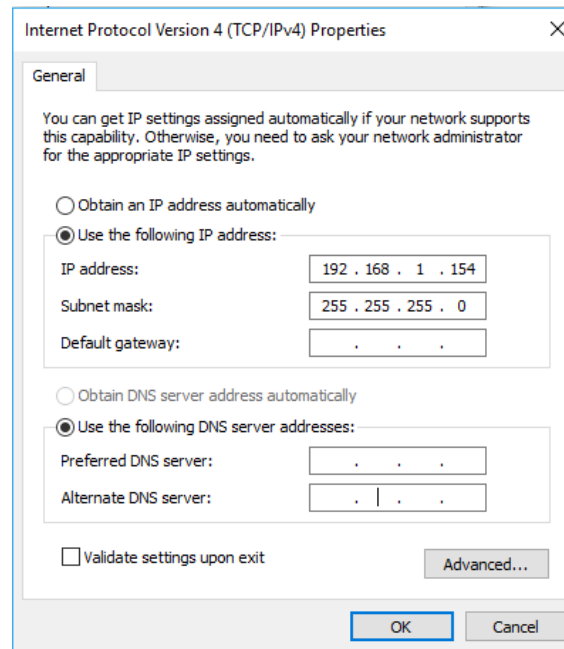 Internet Protocol Version 4 (TCP/IPv4) Properties
General
You can get IP settings assigned automatically if your network supports
this capability. Otherwise, you need to ask your network administrator
for the appropriate IP settings.
Obtain an IP address automatically
Use the following IP address:
IP address: 192 . 168 . 1 . 154
Subnet mask: 255 . 255 . 255 . 0
Default gateway: . . .
Obtain DNS server address automatically
Use the following DNS server addresses:
Preferred DNS server: . . .
Alternate DNS server: . . .
Validate settings upon exit
Advanced...
OK Cancel